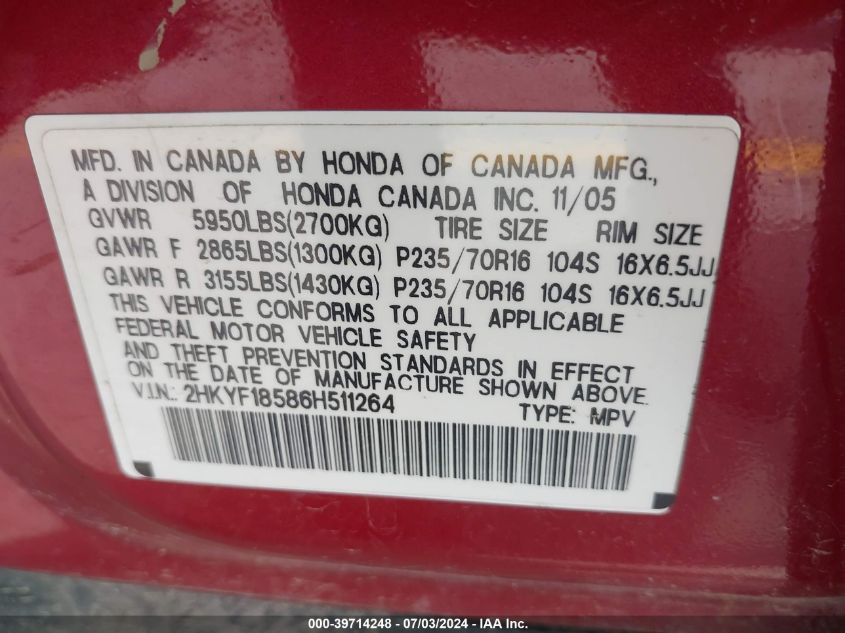 MFD. IN CANADA BY HONDA OF CANADA MFG.,
A DIVISION OF HONDA CANADA INC. 11/05
GVWR 5950LBS(2700KG) TIRE SIZE RIM SIZE
GAWR F 2865LBS(1300KG) P235/70R16 104S 16X6.5JJ
GAWR R 3155LBS(1430KG) P235/70R16 104S 16X6.5JJ
THIS VEHICLE CONFORMS TO ALL APPLICABLE
FEDERAL MOTOR VEHICLE SAFETY
AND THEFT PREVENTION STANDARDS IN EFFECT
ON THE DATE OF MANUFACTURE SHOWN ABOVE.
V.I.N.: 2HKYF18586H511264 TYPE: MPV
000-39714248 - 07/03/2024 - IAA Inc.